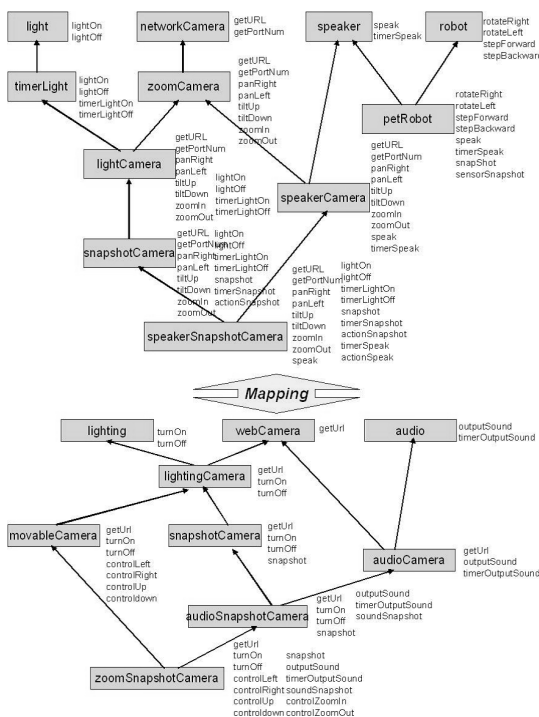 light
lightOn
lightOff
networkCamera
getURL
getPortNum
speaker
speak
timerSpeak
robot
rotateRight
rotateLeft
stepForward
stepBackward
timerLight
lightOn
lightOff
timerLightOn
timerLightOff
zoomCamera
getURL
getPortNum
panRight
panLeft
tiltUp
tiltDown
zoomIn
zoomOut
petRobot
rotateRight
rotateLeft
stepForward
stepBackward
speak
timerSpeak
snapShot
sensorSnapshot
lightCamera
getURL
getPortNum
panRight
panLeft
tiltUp
tiltDown
zoomIn
zoomOut
lightOn
lightOff
timerLightOn
timerLightOff
speakerCamera
getURL
getPortNum
panRight
panLeft
tiltUp
tiltDown
zoomIn
zoomOut
speak
timerSpeak
snapshotCamera
getURL
getPortNum
panRight
panLeft
tiltUp
tiltDown
zoomIn
zoomOut
lightOn
lightOff
timerLightOn
timerLightOff
snapshot
timerSnapshot
actionSnapshot
speakerSnapshotCamera
getURL
getPortNum
panRight
panLeft
tiltUp
tiltDown
zoomIn
zoomOut
speak
lightOn
lightOff
timerLightOn
timerLightOff
snapshot
timerSnapshot
actionSnapshot
timerSpeak
actionSpeak
Mapping
lighting
turnOn
turnOff
webCamera
getUrl
audio
outputSound
timerOutputSound
lightingCamera
getUrl
turnOn
turnOff
movableCamera
getUrl
turnOn
turnOff
controlLeft
controlRight
controlUp
controldown
snapshotCamera
getUrl
turnOn
turnOff
snapshot
audioCamera
getUrl
outputSound
timerOutputSound
audioSnapshotCamera
getUrl
turnOn
turnOff
snapshot
outputSound
timerOutputSound
soundSnapshot
zoomSnapshotCamera
getUrl
turnOn
turnOff
controlLeft
controlRight
controlUp
controldown
snapshot
outputSound
timerOutputSound
soundSnapshot
controlZoomIn
controlZoomOut